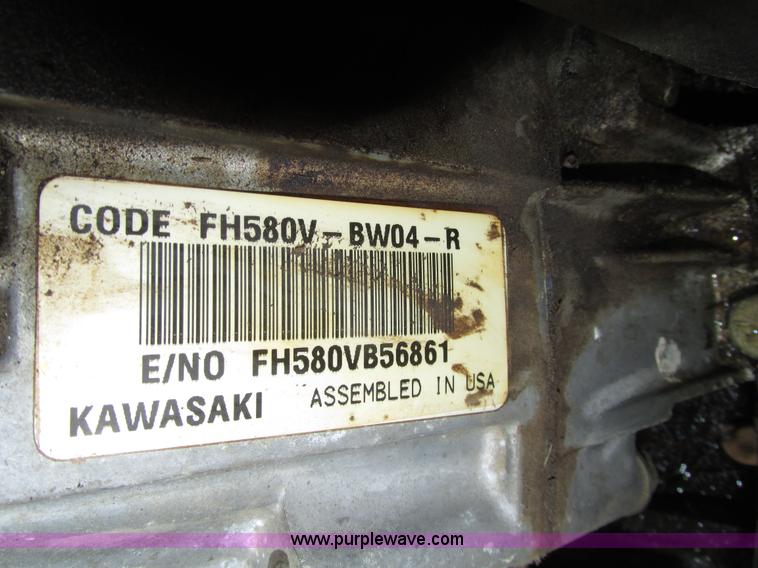 CODE FH580V-BW04-R
E/NO FH580VB56861
KAWASAKI ASSEMBLED IN USA
www.purplewave.com